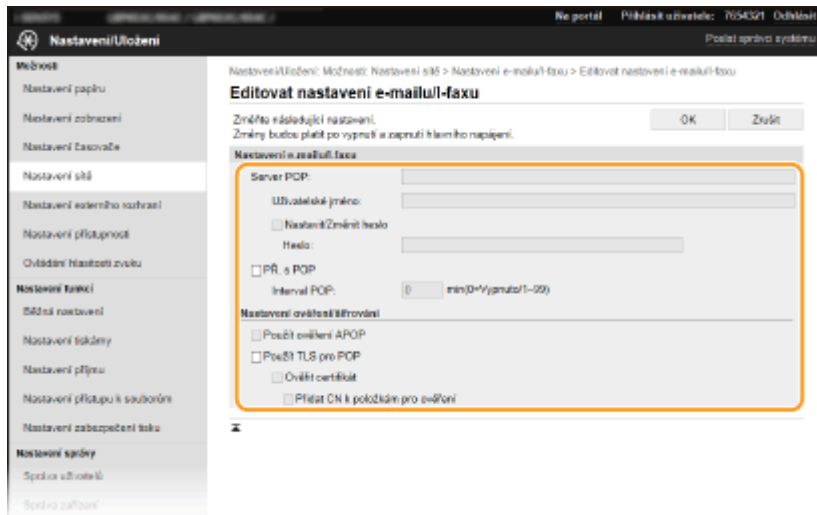 Na portál Přihlásit uživatele: 7654321 Odhlásit
Nastavení/Uložení
Poslat správci systému
Možnosti
Nastavení/Uložení: Možnosti: Nastavení sítě > Nastavení e-mailu/I-faxu > Editovat nastavení e-mailu/I-faxu
Nastavení papíru
Editovat nastavení e-mailu/I-faxu
Nastavení zobrazení
Změňte následující nastavení.
Změny budou platit po vypnutí a zapnutí hlavního napájení.
OK
Zrušit
Nastavení časovače
Nastavení e-mailu/I-faxu
Nastavení sítě
Server POP:
Nastavení externího rozhraní
Uživatelské jméno:
Nastavit/Změnit heslo
Nastavení přístupnosti
Heslo:
Ovládání hlasitosti zvuku
PŘ. s POP
Nastavení funkcí
Interval POP:
0
min(0=Vypnuto/1–99)
Běžná nastavení
Nastavení ověření/šifrování
Nastavení tiskárny
Použít ověření APOP
Použít TLS pro POP
Nastavení příjmu
Ověřit certifikát
Nastavení přístupu k souborům
Přidat CN k položkám pro ověření
Nastavení zabezpečení tisku
Nastavení správy
Správa uživatelů
Správa zařízení